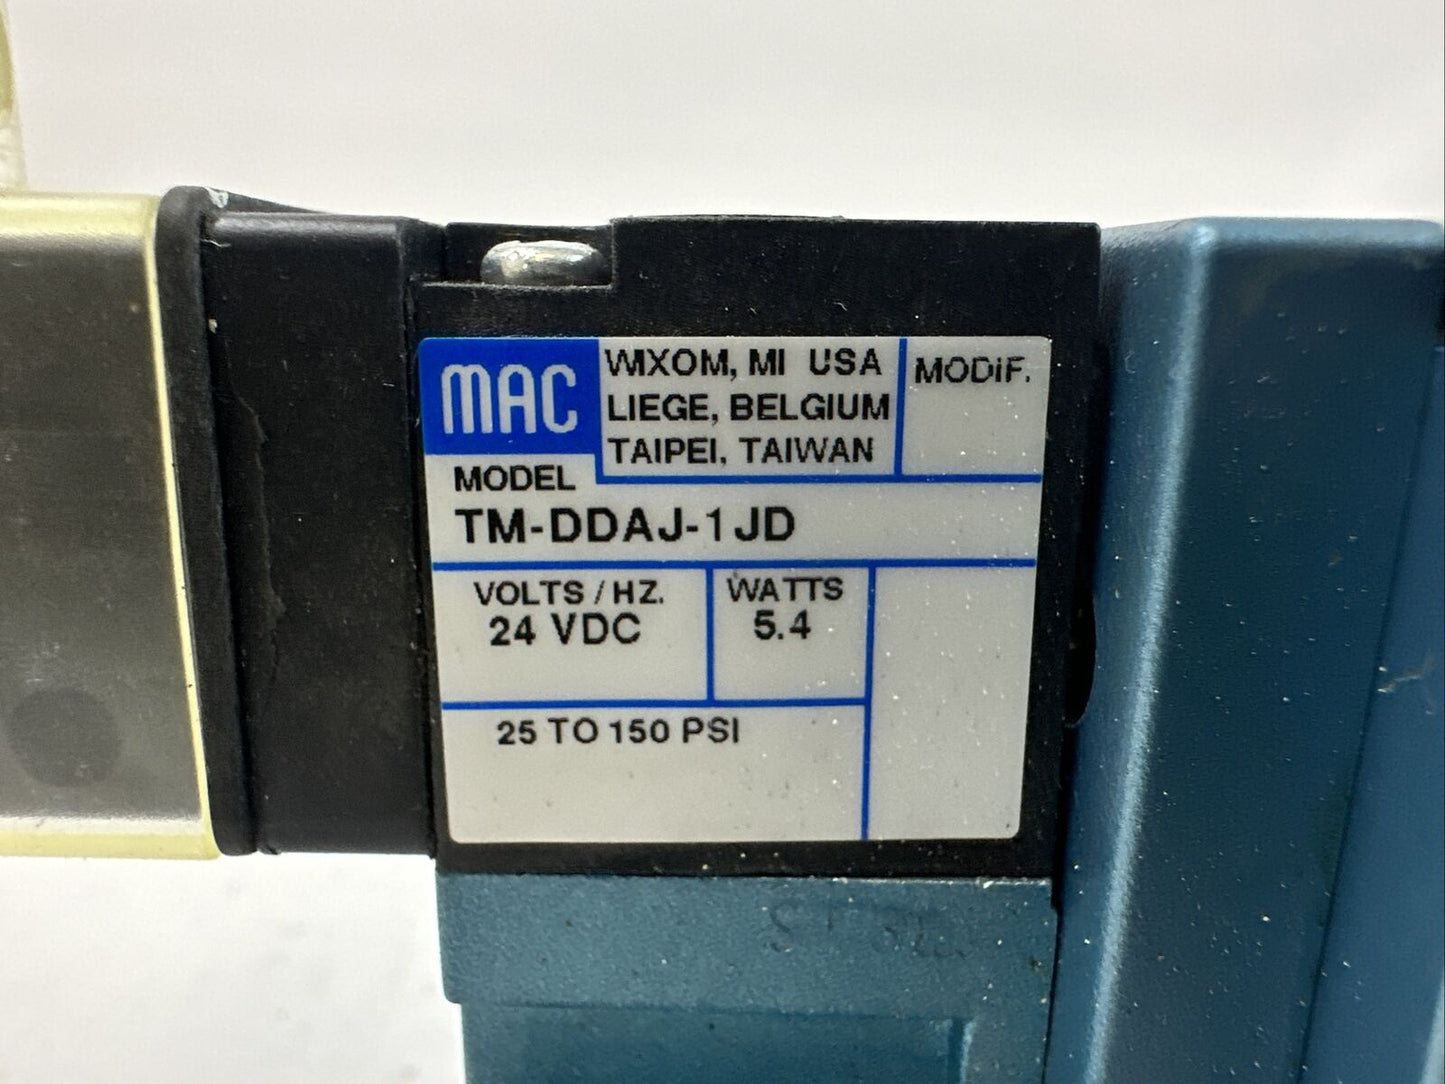 MAC
WIXOM, MI USA
LIEGE, BELGIUM
TAIPEI, TAIWAN
MODIF.
MODEL
TM-DDAJ-1JD
VOLTS / HZ.
24 VDC
WATTS
5.4
25 TO 150 PSI